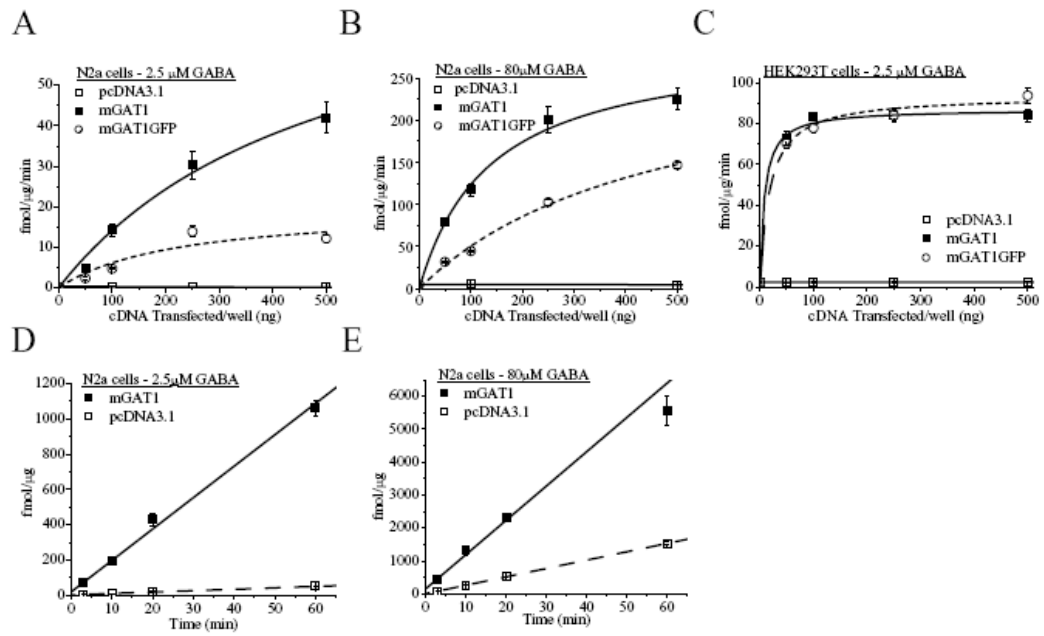 A
N2a cells - 2.5 μM GABA
pcDNA3.1
mGAT1
mGAT1GFP
fmol/μg/min
50
40
30
20
10
0
0 100 200 300 400 500
cDNA Transfected/well (ng)
B
N2a cells - 80μM GABA
pcDNA3.1
mGAT1
mGAT1GFP
fmol/μg/min
250
200
150
100
50
0
0 100 200 300 400 500
cDNA Transfected/well (ng)
C
HEK293T cells - 2.5 μM GABA
fmol/μg/min
100
80
60
40
20
0
pcDNA3.1
mGAT1
mGAT1GFP
0 100 200 300 400 500
cDNA Transfected/well (ng)
D
N2a cells - 2.5μM GABA
mGAT1
pcDNA3.1
fmol/μg
1200
1000
800
600
400
200
0
0 10 20 30 40 50 60
Time (min)
E
N2a cells - 80μM GABA
mGAT1
pcDNA3.1
fmol/μg
6000
5000
4000
3000
2000
1000
0
0 10 20 30 40 50 60
Time (min)